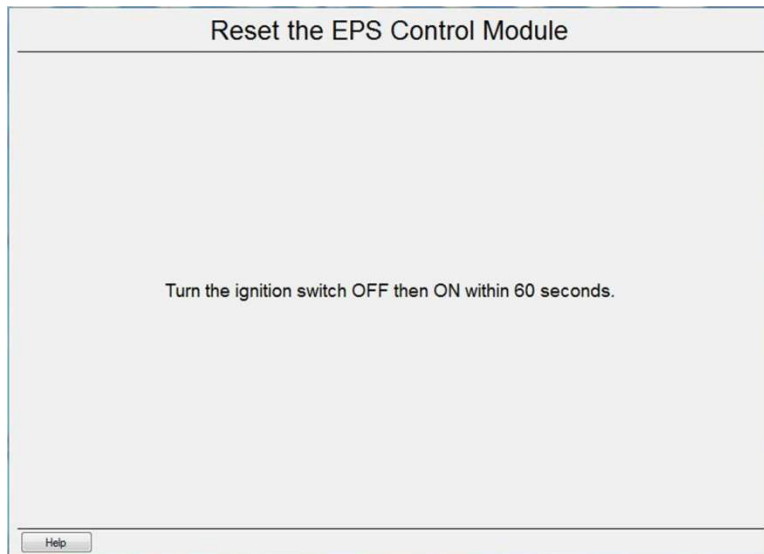 Reset the EPS Control Module
Turn the ignition switch OFF then ON within 60 seconds.
Help